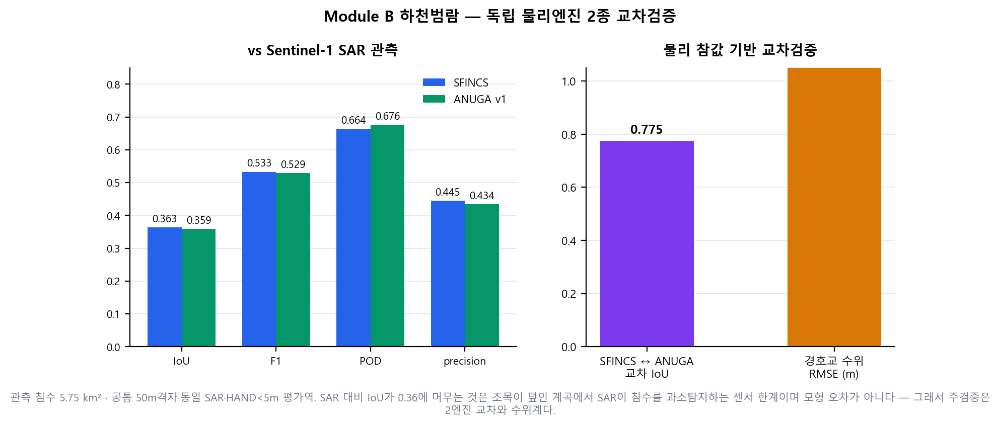 Module B 하천범람 — 독립 물리엔진 2종 교차검증
vs Sentinel-1 SAR 관측
0.8
0.7
0.6
0.5
0.4
0.3
0.2
0.1
0.0
SFINCS
ANUGA v1
0.363
0.359
0.533
0.529
0.664
0.676
0.445
0.434
IoU
F1
POD
precision
물리 참값 기반 교차검증
1.0
0.8
0.6
0.4
0.2
0.0
0.775
SFINCS ↔ ANUGA
교차 IoU
경호교 수위
RMSE (m)
관측 침수 5.75 km² · 공통 50m격자·동일 SAR·HAND<5m 평가역. SAR 대비 IoU가 0.36에 머무는 것은 초목이 덮인 계곡에서 SAR이 침수를 과소탐지하는 센서 한계이며 모형 오차가 아니다 — 그래서 주검증은
2엔진 교차와 수위계다.